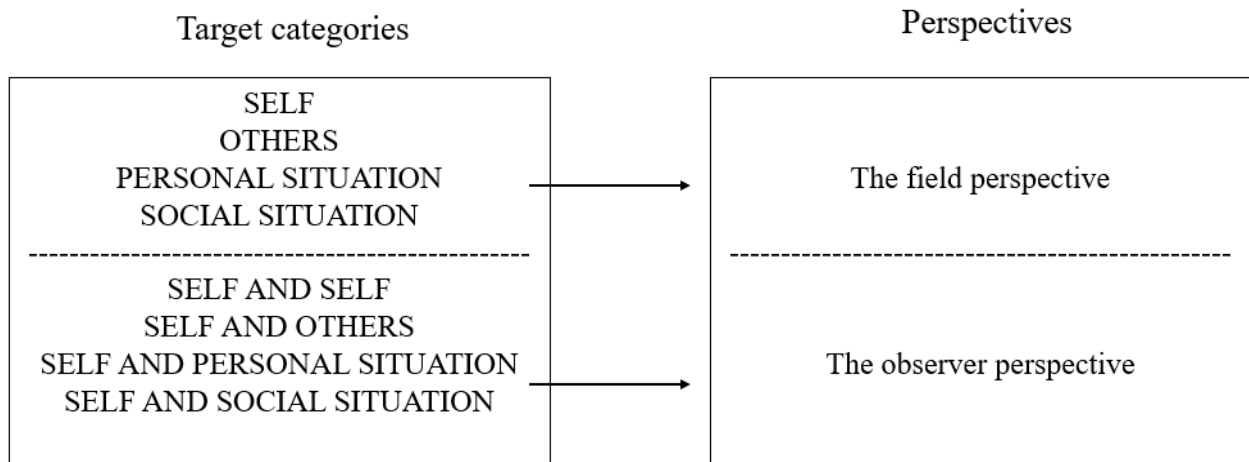 Target categories
Perspectives
SELF
OTHERS
PERSONAL SITUATION
SOCIAL SITUATION
The field perspective
SELF AND SELF
SELF AND OTHERS
SELF AND PERSONAL SITUATION
SELF AND SOCIAL SITUATION
The observer perspective